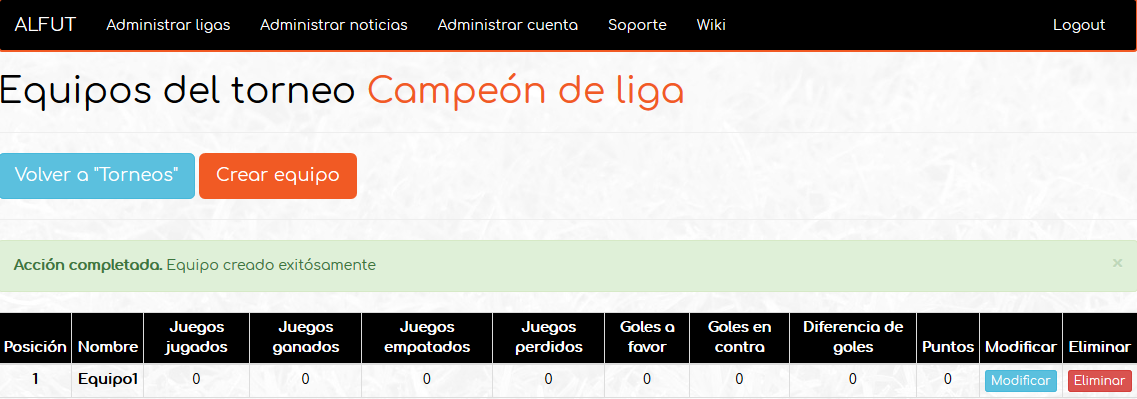 ALFUT Administrar ligas Administrar noticias Administrar cuenta Soporte Wiki Logout
Equipos del torneo Campeón de liga
Volver a "Torneos" Crear equipo
Acción completada. Equipo creado exitósamente ×
Posición Nombre Juegos jugados Juegos ganados Juegos empatados Juegos perdidos Goles a favor Goles en contra Diferencia de goles Puntos Modificar Eliminar
1 Equipo1 0 0 0 0 0 0 0 0 Modificar Eliminar